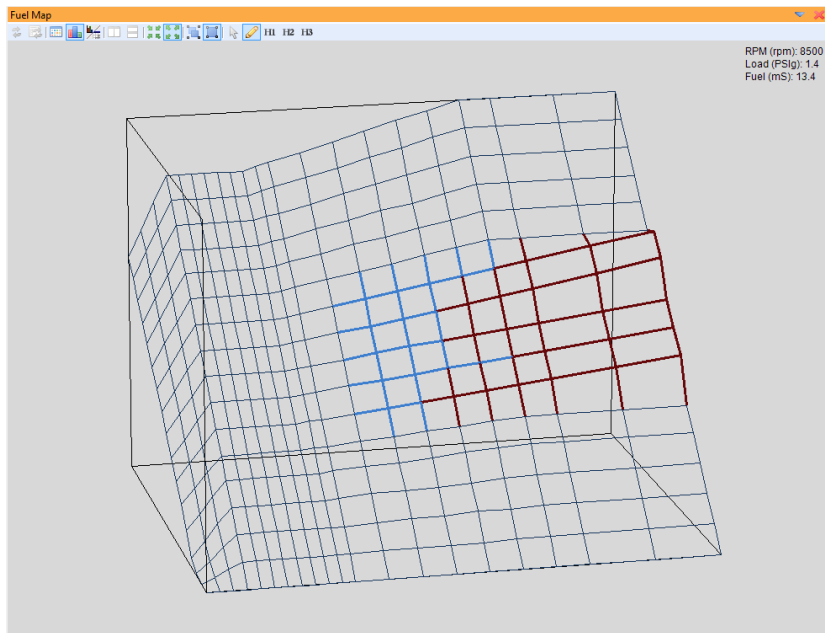 Fuel Map
H1 H2 H3
RPM (rpm): 8500
Load (PSIg): 1.4
Fuel (mS): 13.4